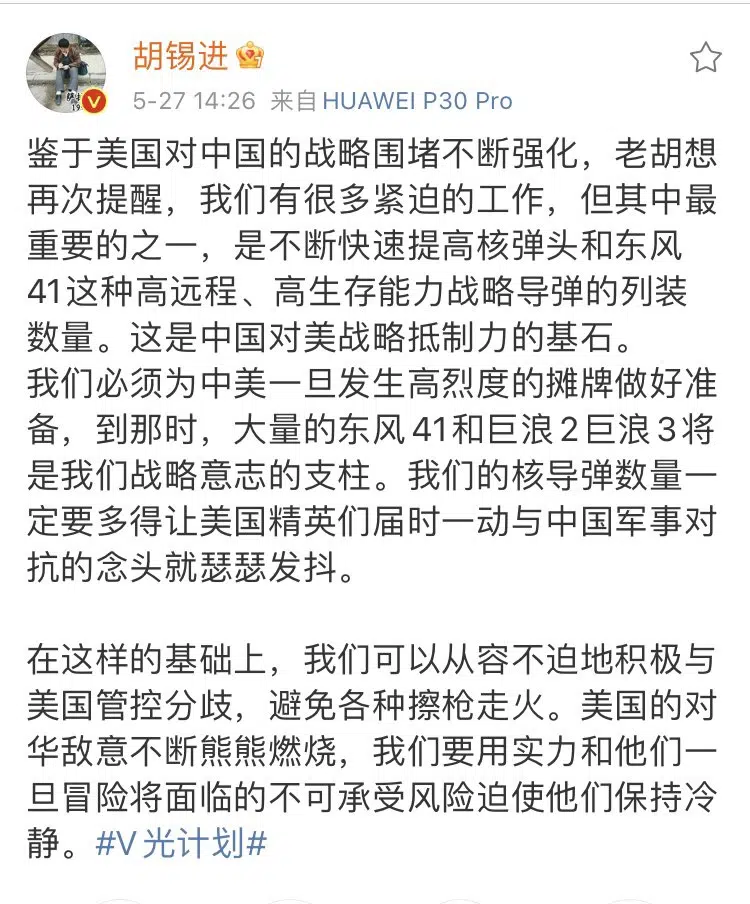 胡锡进
5-27 14:26 来自 HUAWEI P30 Pro
鉴于美国对中国的战略围堵不断强化，老胡想
再次提醒，我们有很多紧迫的工作，但其中最
重要的之一，是不断快速提高核弹头和东风
41这种高远程、高生存能力战略导弹的列装
数量。这是中国对美战略抵制力的基石。
我们必须为中美一旦发生高烈度的摊牌做好准
备，到那时，大量的东风41和巨浪2巨浪3将
是我们战略意志的支柱。我们的核导弹数量一
定要多得让美国精英们届时一动与中国军事对
抗的念头就瑟瑟发抖。
在这样的基础上，我们可以从容不迫地积极与
美国管控分歧，避免各种擦枪走火。美国的对
华敌意不断熊熊燃烧，我们要用实力和他们一
旦冒险将面临的不可承受风险迫使他们保持冷
静。#V光计划#